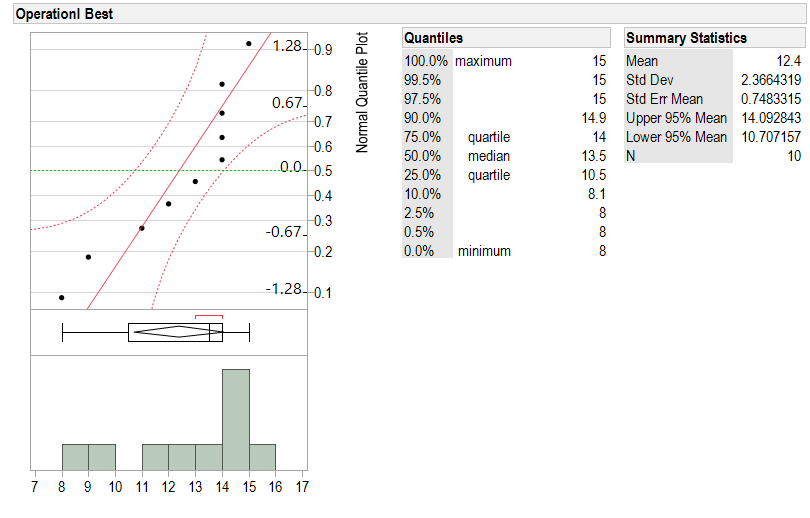 Operationl Best
1.28
0.67
0.0
-0.67
-1.28
0.9
0.8
0.7
0.6
0.5
0.4
0.3
0.2
0.1
Normal Quantile Plot
7 8 9 10 11 12 13 14 15 16 17
Quantiles
100.0% maximum 15
99.5% 15
97.5% 15
90.0% 14.9
75.0% quartile 14
50.0% median 13.5
25.0% quartile 10.5
10.0% 8.1
2.5% 8
0.5% 8
0.0% minimum 8
Summary Statistics
Mean 12.4
Std Dev 2.3664319
Std Err Mean 0.7483315
Upper 95% Mean 14.092843
Lower 95% Mean 10.707157
N 10